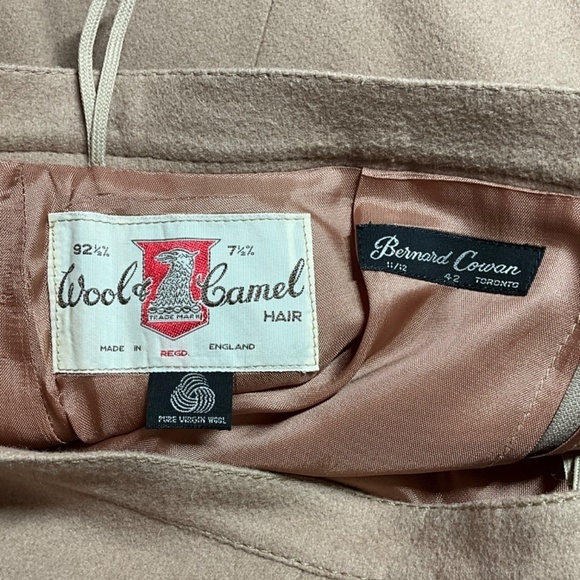 92½% 7½%
Wool & Camel
HAIR
TRADE MARK
MADE IN REGD. ENGLAND
PURE VIRGIN WOOL
Bernard Cowan
11/12 42 TORONTO